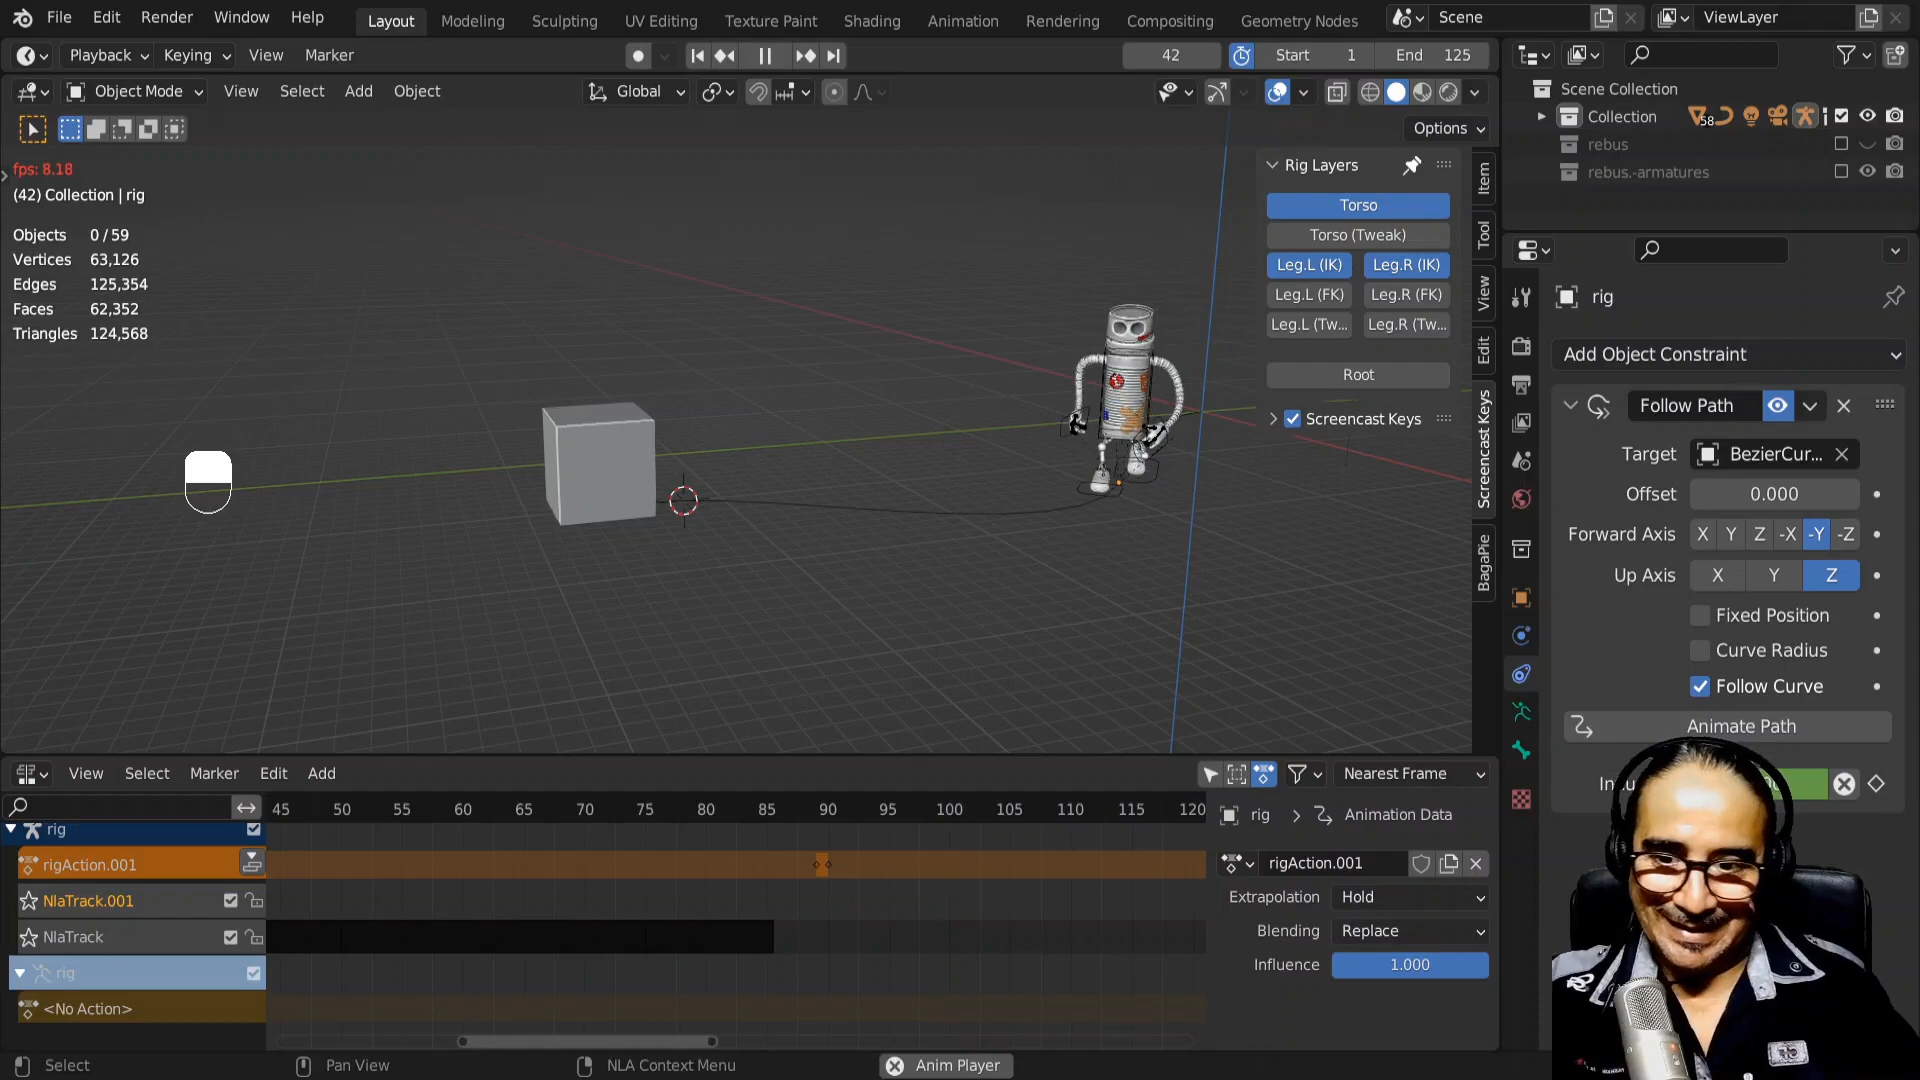 File Edit Render Window Help Layout Modeling Sculpting UV Editing Texture Paint Shading Animation Rendering Compositing Geometry Nodes Scene ViewLayer
Playback Keying View Marker 42 Start 1 End 125
Object Mode View Select Add Object Global
Options
Scene Collection
Collection 58
rebus
rebus.-armatures
fps: 8.18
(42) Collection | rig
Objects 0 / 59
Vertices 63,126
Edges 125,354
Faces 62,352
Triangles 124,568
Rig Layers
Torso
Torso (Tweak)
Leg.L (IK) Leg.R (IK)
Leg.L (FK) Leg.R (FK)
Leg.L (Tw... Leg.R (Tw...
Root
Screencast Keys
Item
Tool
View
Edit
Screencast Keys
BagaPie
rig
Add Object Constraint
Follow Path
Target BezierCur...
Offset 0.000
Forward Axis X Y Z -X -Y -Z
Up Axis X Y Z
Fixed Position
Curve Radius
Follow Curve
Animate Path
View Select Marker Edit Add Nearest Frame
45 50 55 60 65 70 75 80 85 90 95 100 105 110 115 120
rig
rigAction.001
NlaTrack.001
NlaTrack
rig
<No Action>
rig Animation Data
rigAction.001
Extrapolation Hold
Blending Replace
Influence 1.000
Select Pan View NLA Context Menu Anim Player